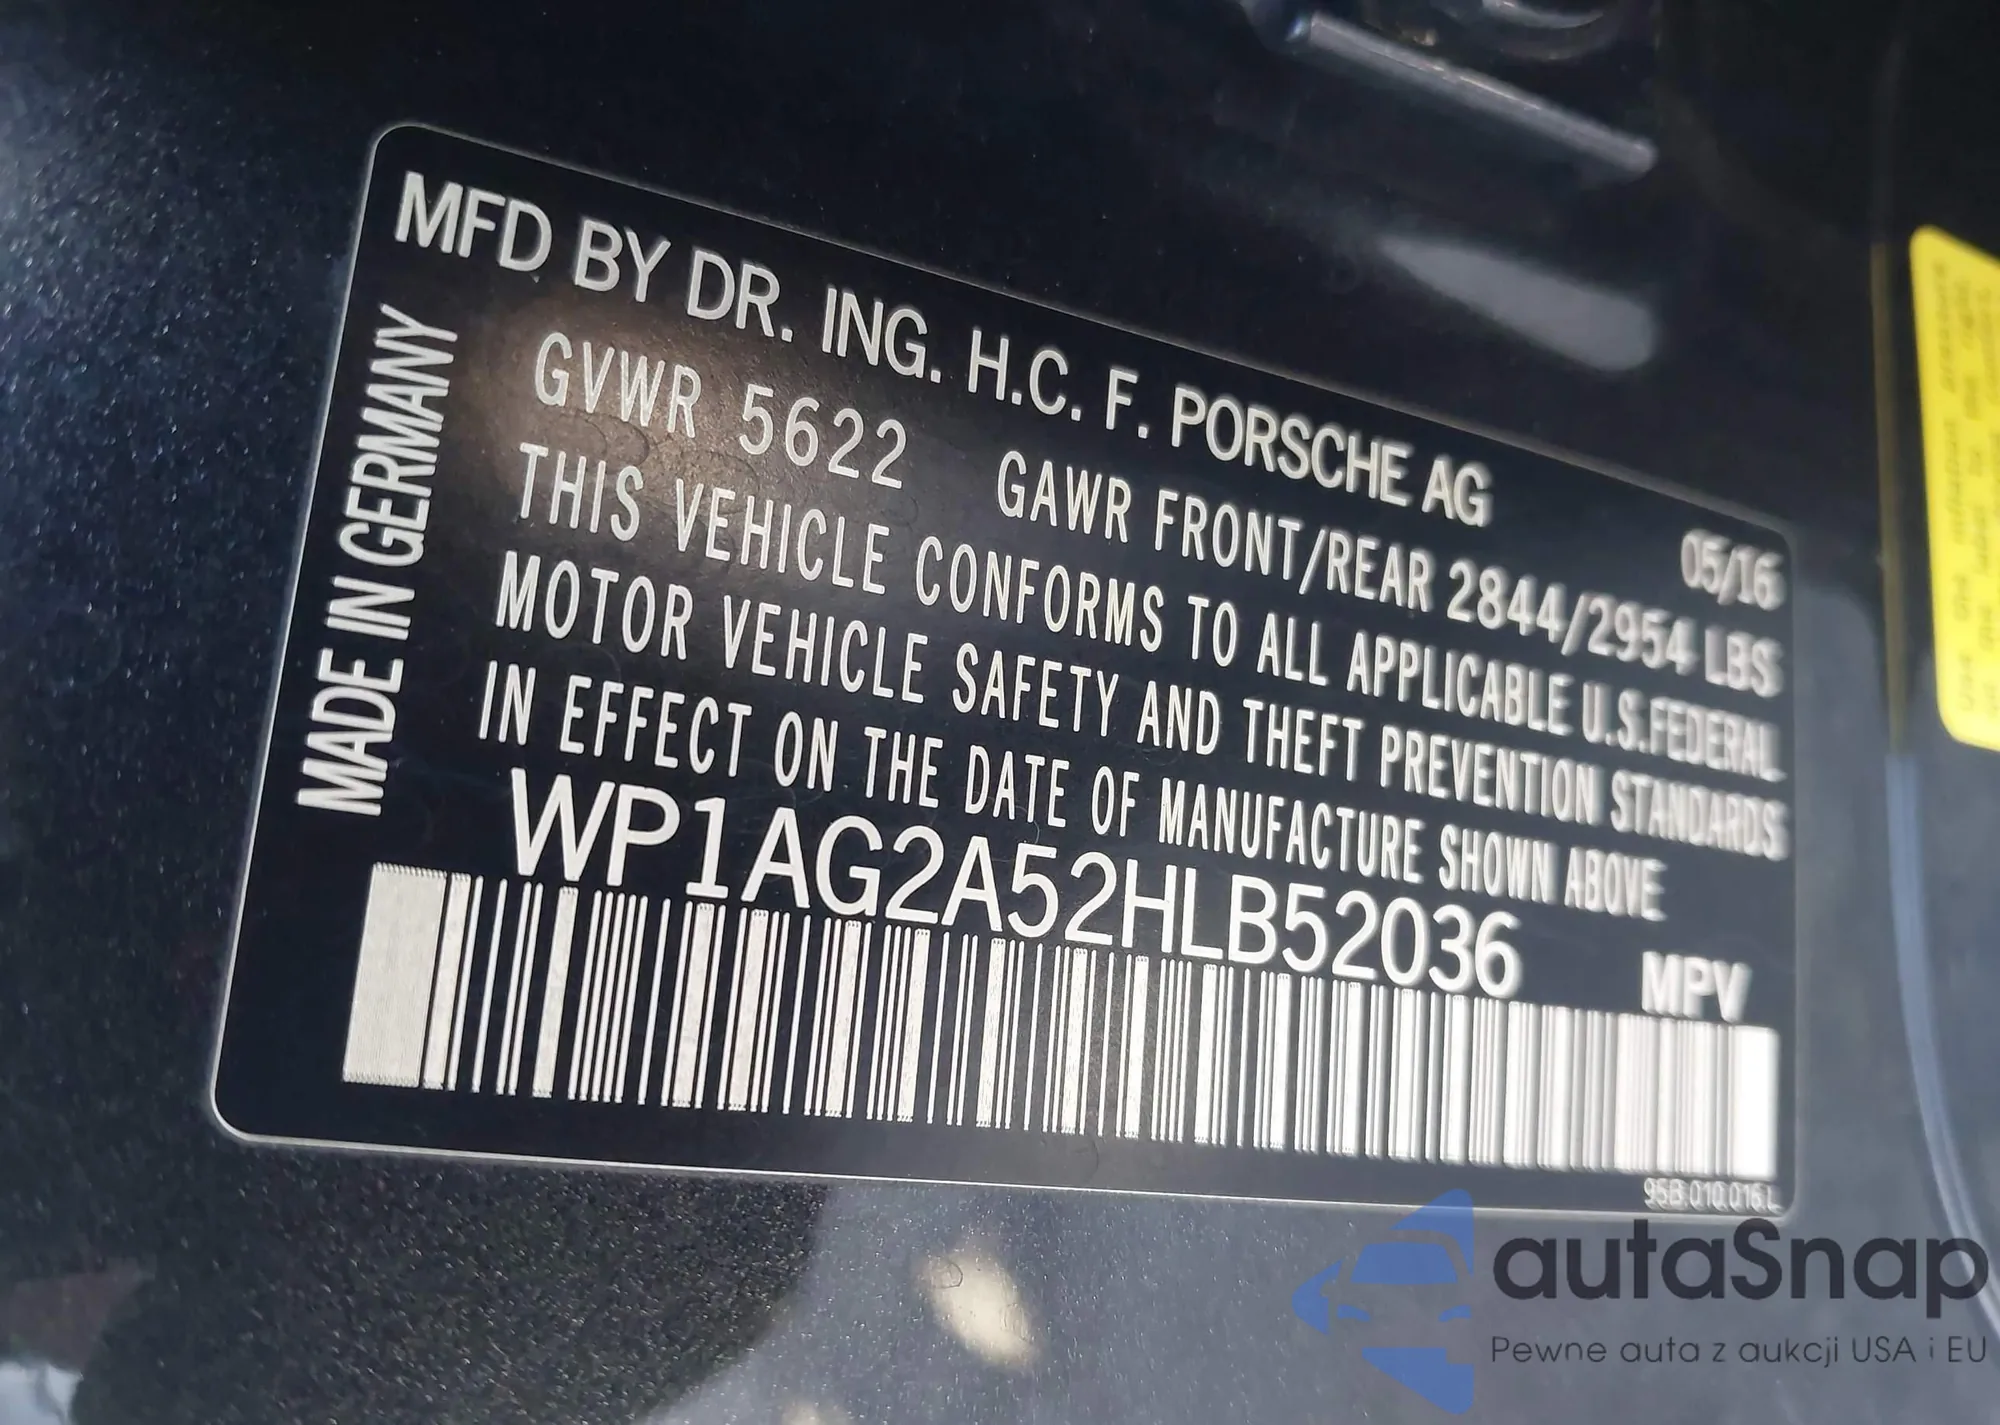 MFD BY DR. ING. H.C. F. PORSCHE AG
05/16
GVWR 5622 GAWR FRONT/REAR 2844/2954 LBS
THIS VEHICLE CONFORMS TO ALL APPLICABLE U.S.FEDERAL
MOTOR VEHICLE SAFETY AND THEFT PREVENTION STANDARDS
IN EFFECT ON THE DATE OF MANUFACTURE SHOWN ABOVE.
WP1AG2A52HLB52036
MPV
MADE IN GERMANY
95B.010.016.L
autaSnap
Pewne auta z aukcji USA i EU